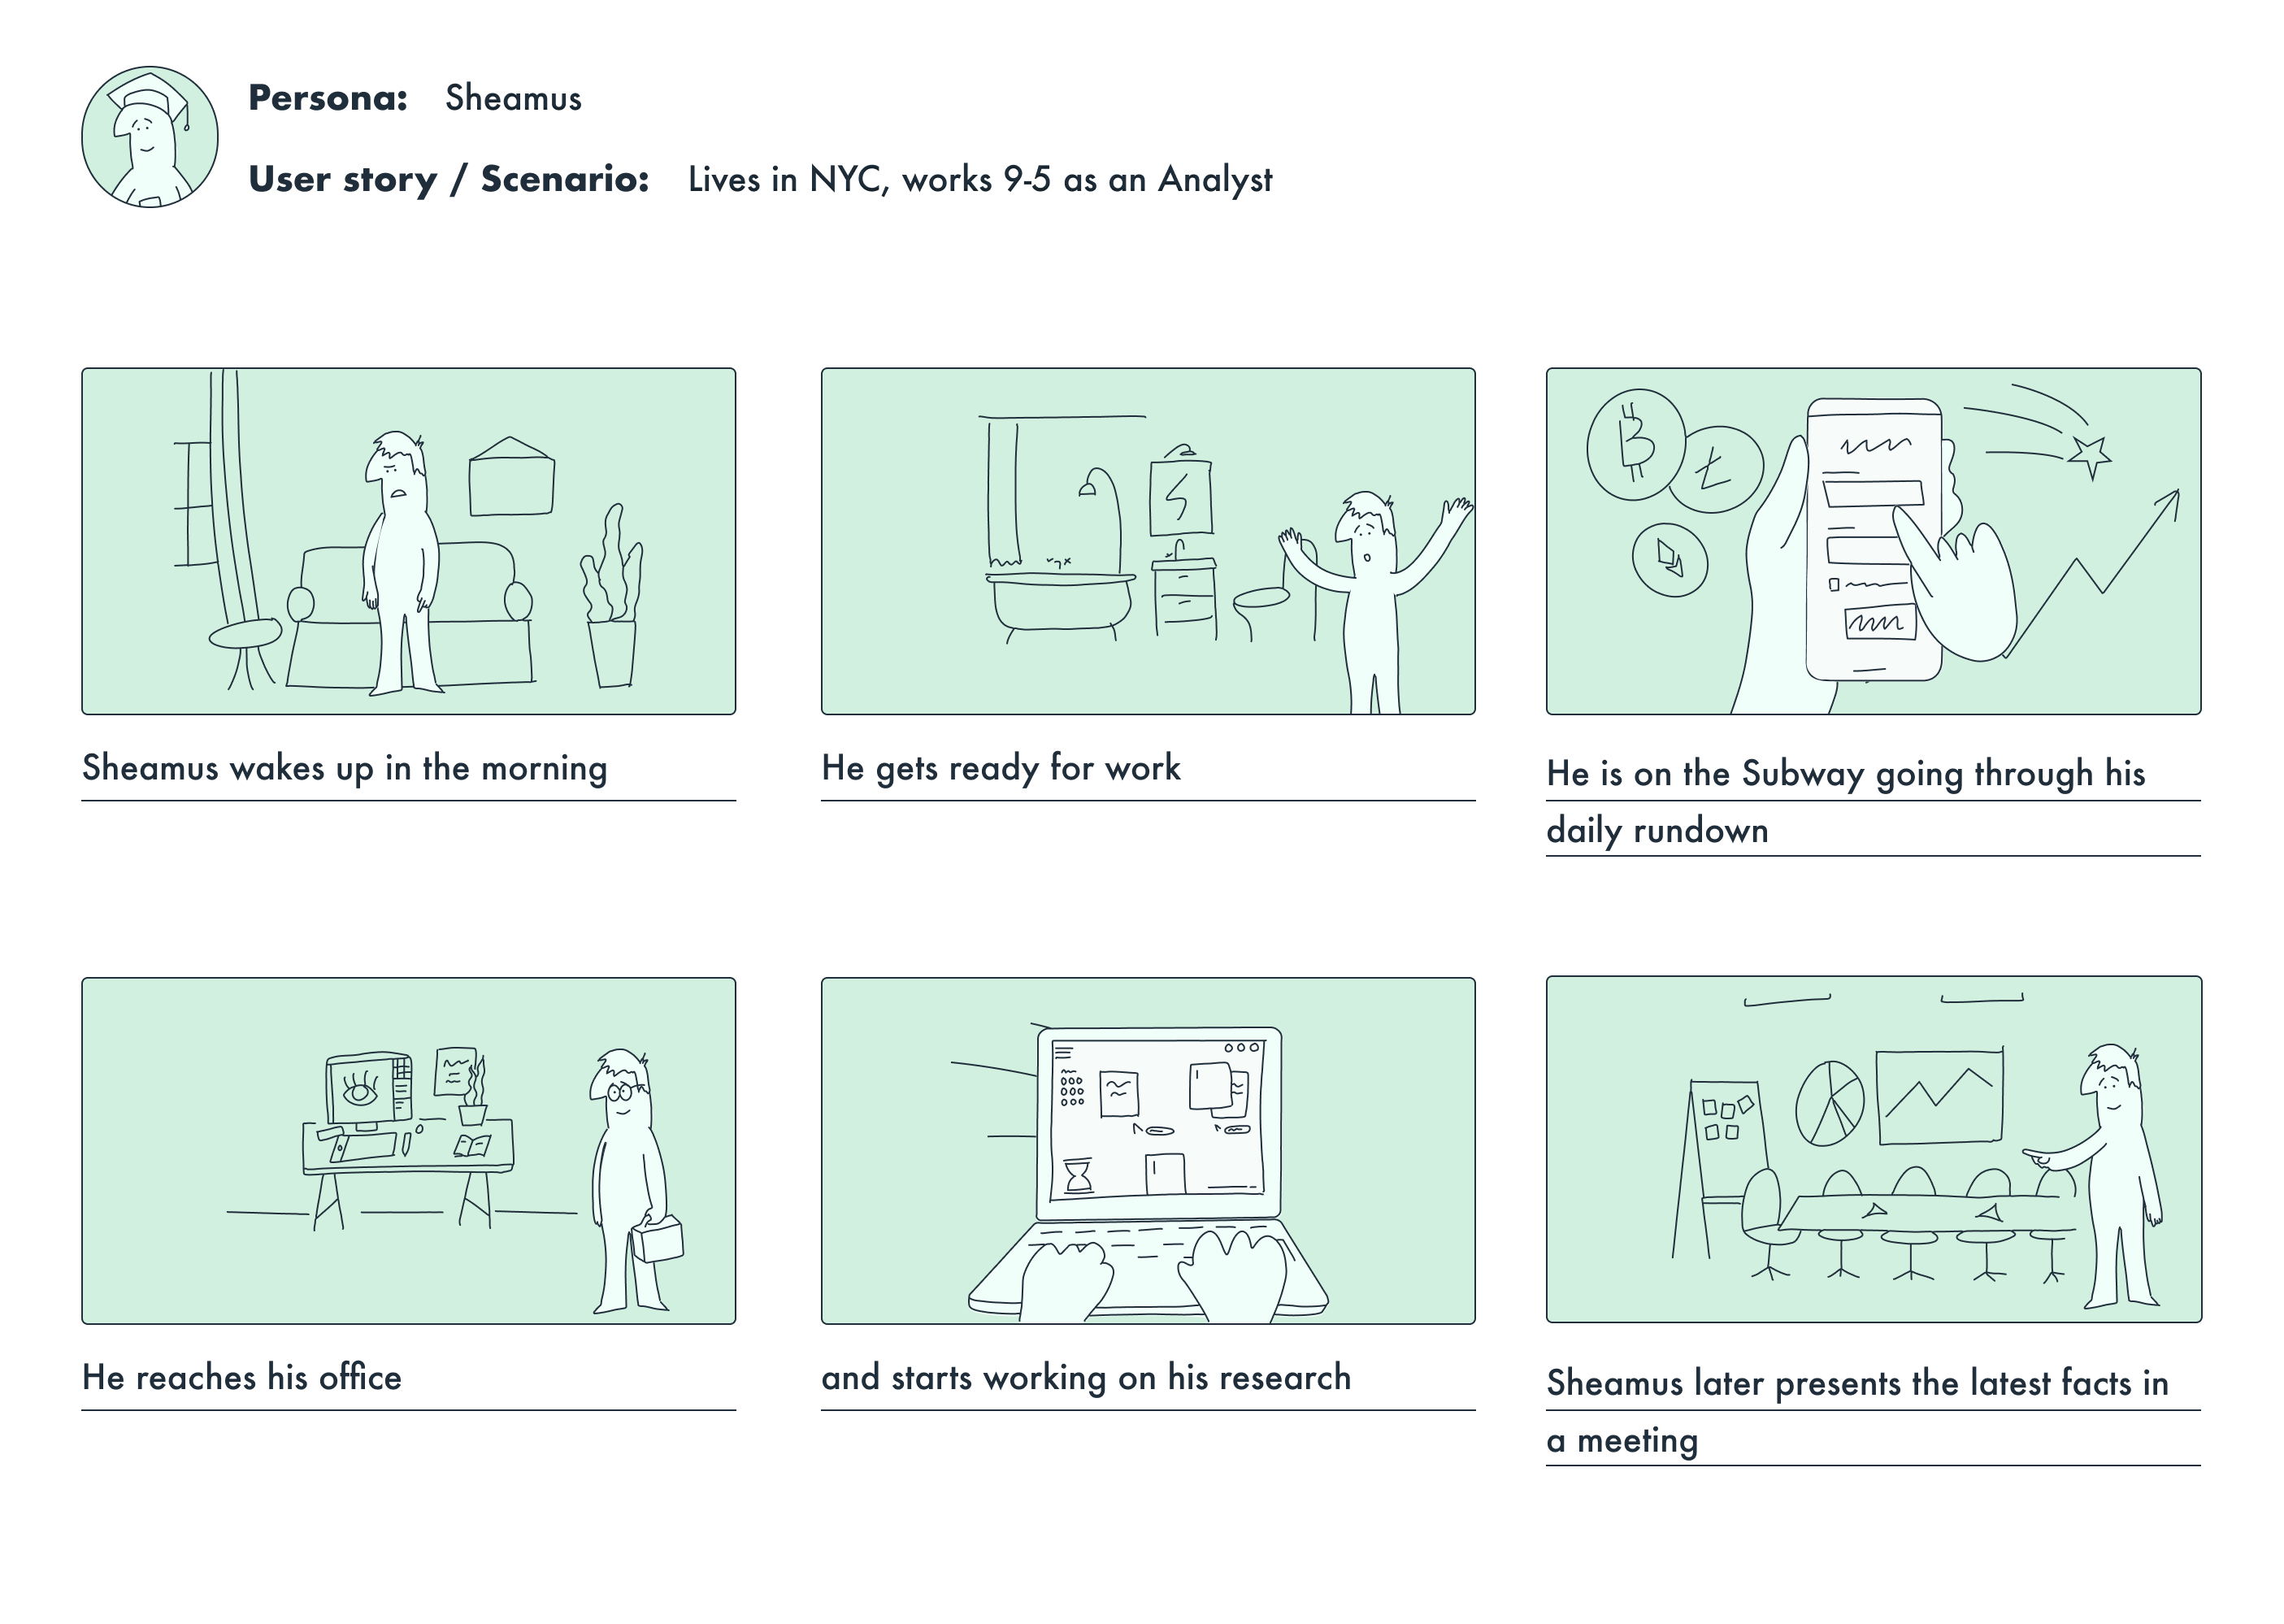 Persona: Sheamus
User story / Scenario: Lives in NYC, works 9-5 as an Analyst
Sheamus wakes up in the morning
He gets ready for work
He is on the Subway going through his
daily rundown
He reaches his office
and starts working on his research
Sheamus later presents the latest facts in
a meeting